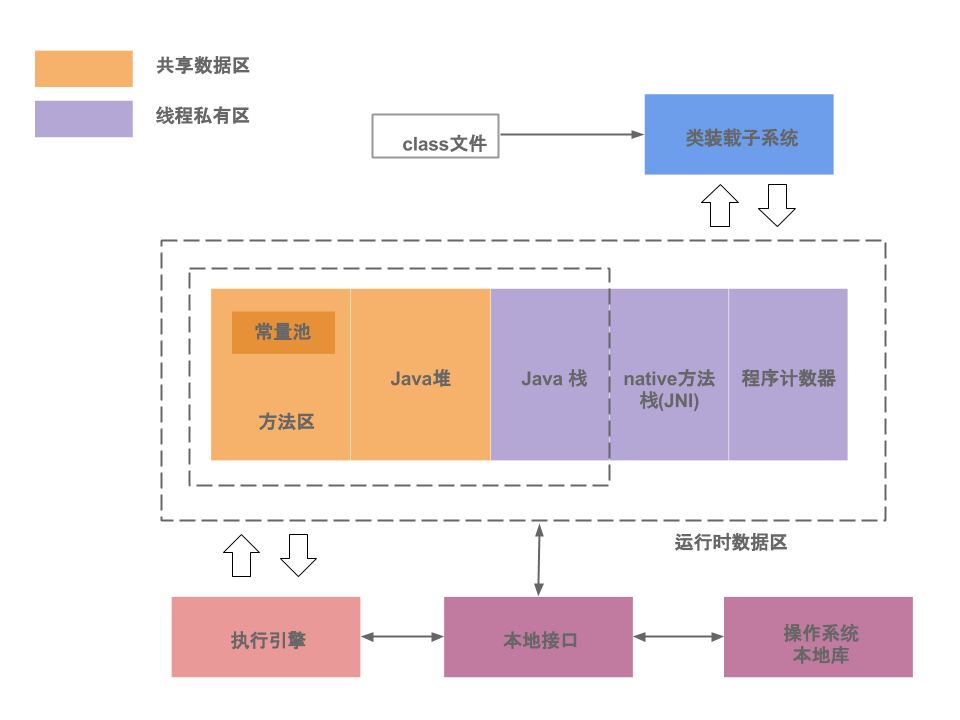 共享数据区
线程私有区
class文件
类装载子系统
常量池
方法区
Java堆
Java 栈
native方法
栈(JNI)
程序计数器
运行时数据区
执行引擎
本地接口
操作系统
本地库